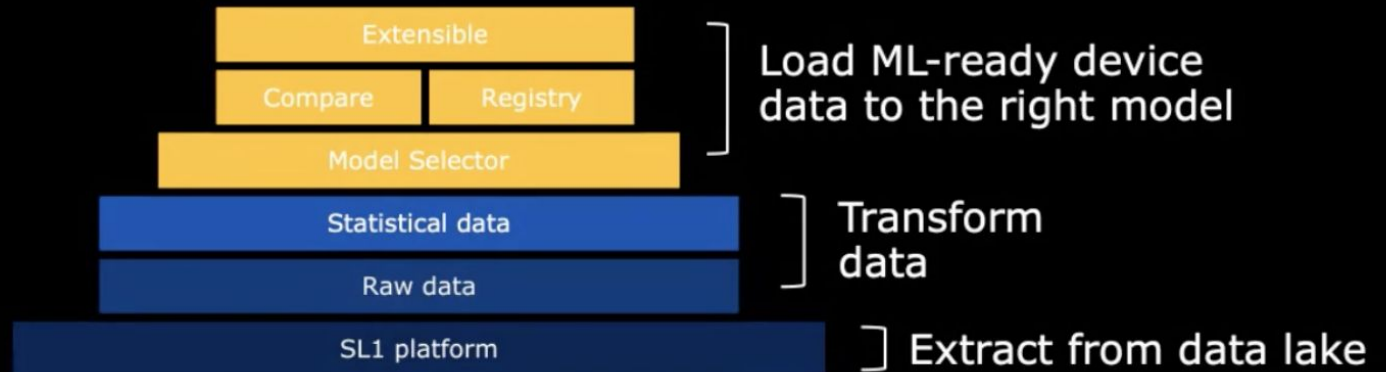 Extensible
Compare
Registry
Model Selector
Load ML-ready device
data to the right model
Statistical data
Raw data
Transform
data
SL1 platform
Extract from data lake